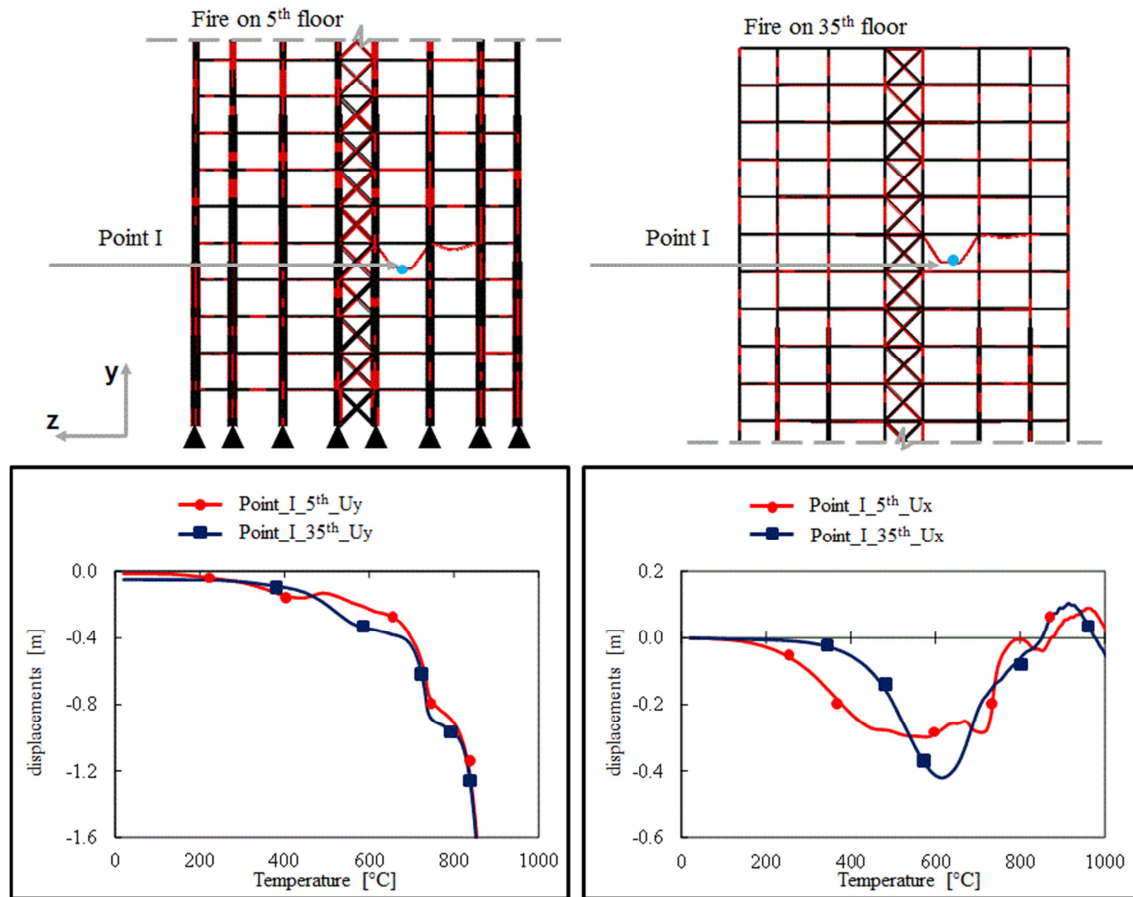 Fire on 5th floor
Fire on 35th floor
Point I
Point I
y
z
Point_I_5th_Uy
Point_I_35th_Uy
0.0
-0.4
-0.8
-1.2
-1.6
displacements [m]
0 200 400 600 800 1000
Temperature [°C]
Point_I_5th_Ux
Point_I_35th_Ux
0.2
0.0
-0.2
-0.4
-0.6
displacements [m]
0 200 400 600 800 1000
Temperature [°C]